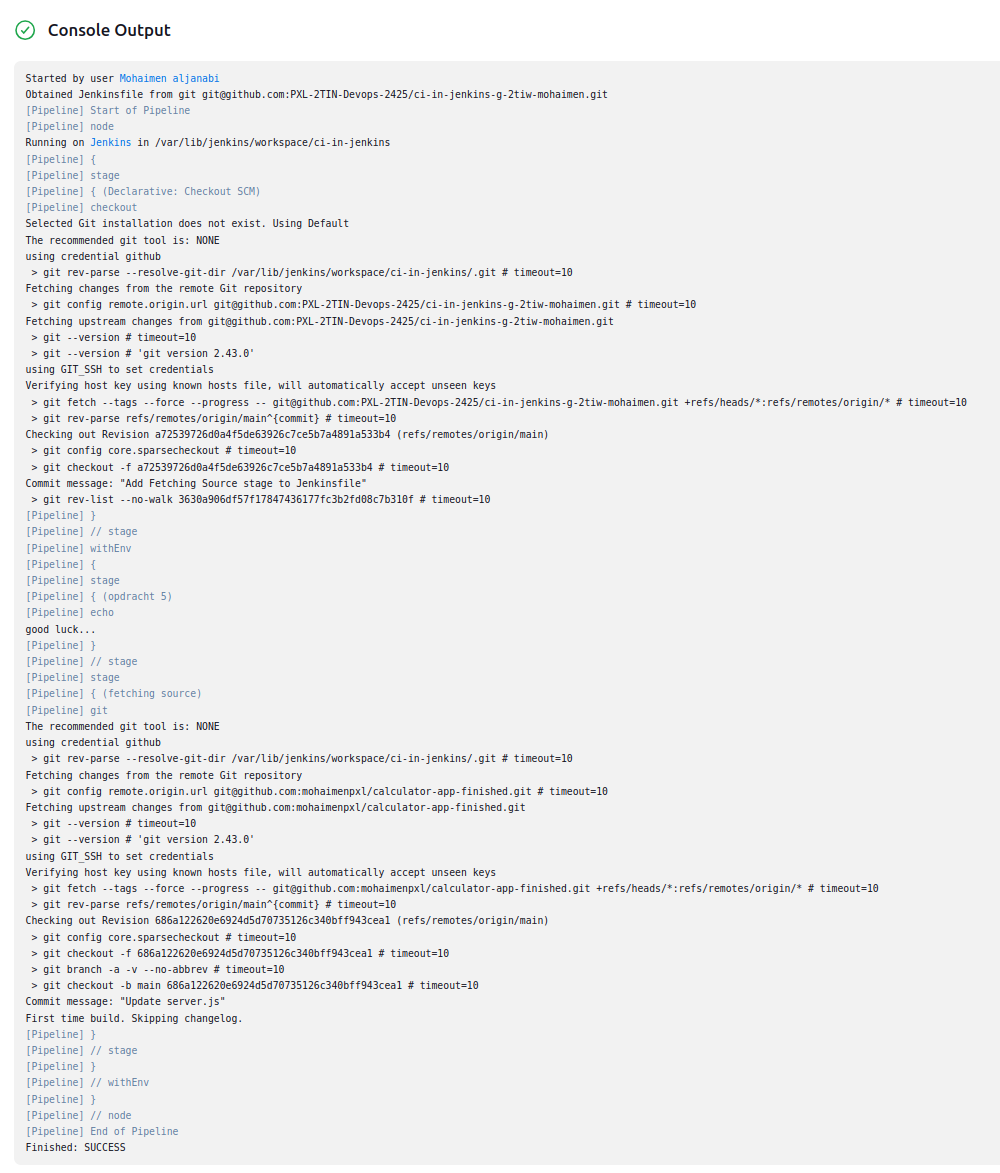 Console Output
Started by user Mohaimen aljanabi
Obtained Jenkinsfile from git git@github.com:PXL-2TIN-Devops-2425/ci-in-jenkins-g-2tiw-mohaimen.git
[Pipeline] Start of Pipeline
[Pipeline] node
Running on Jenkins in /var/lib/jenkins/workspace/ci-in-jenkins
[Pipeline] {
[Pipeline] stage
[Pipeline] { (Declarative: Checkout SCM)
[Pipeline] checkout
Selected Git installation does not exist. Using Default
The recommended git tool is: NONE
using credential github
 > git rev-parse --resolve-git-dir /var/lib/jenkins/workspace/ci-in-jenkins/.git # timeout=10
Fetching changes from the remote Git repository
 > git config remote.origin.url git@github.com:PXL-2TIN-Devops-2425/ci-in-jenkins-g-2tiw-mohaimen.git # timeout=10
Fetching upstream changes from git@github.com:PXL-2TIN-Devops-2425/ci-in-jenkins-g-2tiw-mohaimen.git
 > git --version # timeout=10
 > git --version # 'git version 2.43.0'
using GIT_SSH to set credentials
Verifying host key using known hosts file, will automatically accept unseen keys
 > git fetch --tags --force --progress -- git@github.com:PXL-2TIN-Devops-2425/ci-in-jenkins-g-2tiw-mohaimen.git +refs/heads/*:refs/remotes/origin/* # timeout=10
 > git rev-parse refs/remotes/origin/main^{commit} # timeout=10
Checking out Revision a72539726d0a4f5de63926c7ce5b7a4891a533b4 (refs/remotes/origin/main)
 > git config core.sparsecheckout # timeout=10
 > git checkout -f a72539726d0a4f5de63926c7ce5b7a4891a533b4 # timeout=10
Commit message: "Add Fetching Source stage to Jenkinsfile"
 > git rev-list --no-walk 3630a906df57f17847436177fc3b2fd08c7b310f # timeout=10
[Pipeline] }
[Pipeline] // stage
[Pipeline] withEnv
[Pipeline] {
[Pipeline] stage
[Pipeline] { (opdracht 5)
[Pipeline] echo
good luck...
[Pipeline] }
[Pipeline] // stage
[Pipeline] stage
[Pipeline] { (fetching source)
[Pipeline] git
The recommended git tool is: NONE
using credential github
 > git rev-parse --resolve-git-dir /var/lib/jenkins/workspace/ci-in-jenkins/.git # timeout=10
Fetching changes from the remote Git repository
 > git config remote.origin.url git@github.com:mohaimenpxl/calculator-app-finished.git # timeout=10
Fetching upstream changes from git@github.com:mohaimenpxl/calculator-app-finished.git
 > git --version # timeout=10
 > git --version # 'git version 2.43.0'
using GIT_SSH to set credentials
Verifying host key using known hosts file, will automatically accept unseen keys
 > git fetch --tags --force --progress -- git@github.com:mohaimenpxl/calculator-app-finished.git +refs/heads/*:refs/remotes/origin/* # timeout=10
 > git rev-parse refs/remotes/origin/main^{commit} # timeout=10
Checking out Revision 686a122620e6924d5d70735126c340bff943cea1 (refs/remotes/origin/main)
 > git config core.sparsecheckout # timeout=10
 > git checkout -f 686a122620e6924d5d70735126c340bff943cea1 # timeout=10
 > git branch -a -v --no-abbrev # timeout=10
 > git checkout -b main 686a122620e6924d5d70735126c340bff943cea1 # timeout=10
Commit message: "Update server.js"
First time build. Skipping changelog.
[Pipeline] }
[Pipeline] // stage
[Pipeline] }
[Pipeline] // withEnv
[Pipeline] }
[Pipeline] // node
[Pipeline] End of Pipeline
Finished: SUCCESS